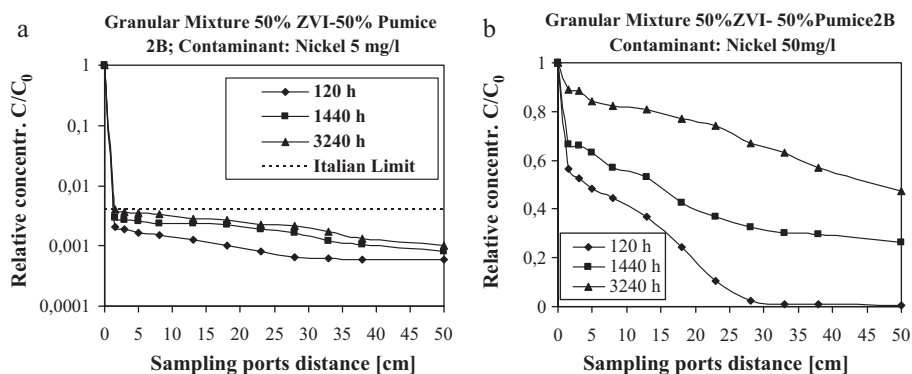 a
Granular Mixture 50% ZVI-50% Pumice
2B; Contaminant: Nickel 5 mg/l
Relative concentr. C/C0
1
0,1
0,01
0,001
0,0001
120 h
1440 h
3240 h
Italian Limit
0 5 10 15 20 25 30 35 40 45 50
Sampling ports distance [cm]
b
Granular Mixture 50%ZVI- 50%Pumice2B
Contaminant: Nickel 50mg/l
Relative concentr. C/C0
1
0,8
0,6
0,4
0,2
0
120 h
1440 h
3240 h
0 5 10 15 20 25 30 35 40 45 50
Sampling ports distance [cm]